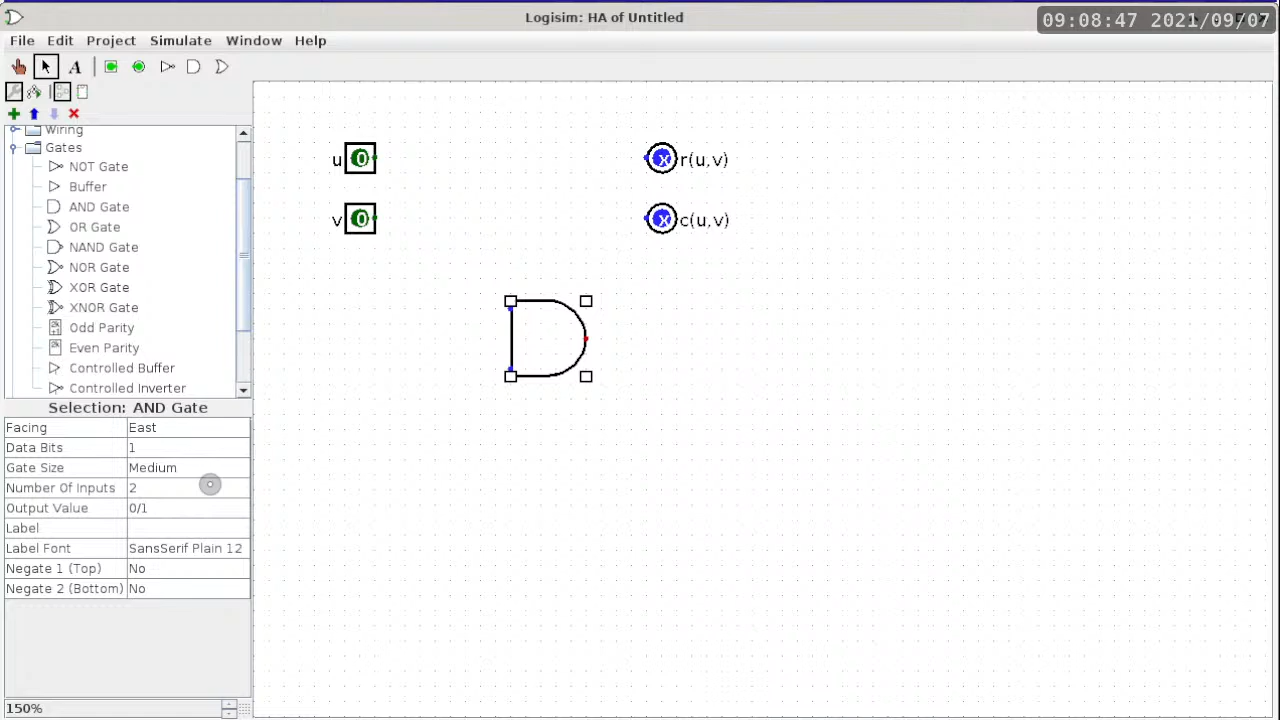 Logisim: HA of Untitled
09:08:47 2021/09/07
File Edit Project Simulate Window Help
A
Wiring
Gates
NOT Gate
Buffer
AND Gate
OR Gate
NAND Gate
NOR Gate
XOR Gate
XNOR Gate
Odd Parity
Even Parity
Controlled Buffer
Controlled Inverter
Selection: AND Gate
Facing East
Data Bits 1
Gate Size Medium
Number Of Inputs 2
Output Value 0/1
Label
Label Font SansSerif Plain 12
Negate 1 (Top) No
Negate 2 (Bottom) No
150%
u 0 x r(u,v)
v 0 x c(u,v)